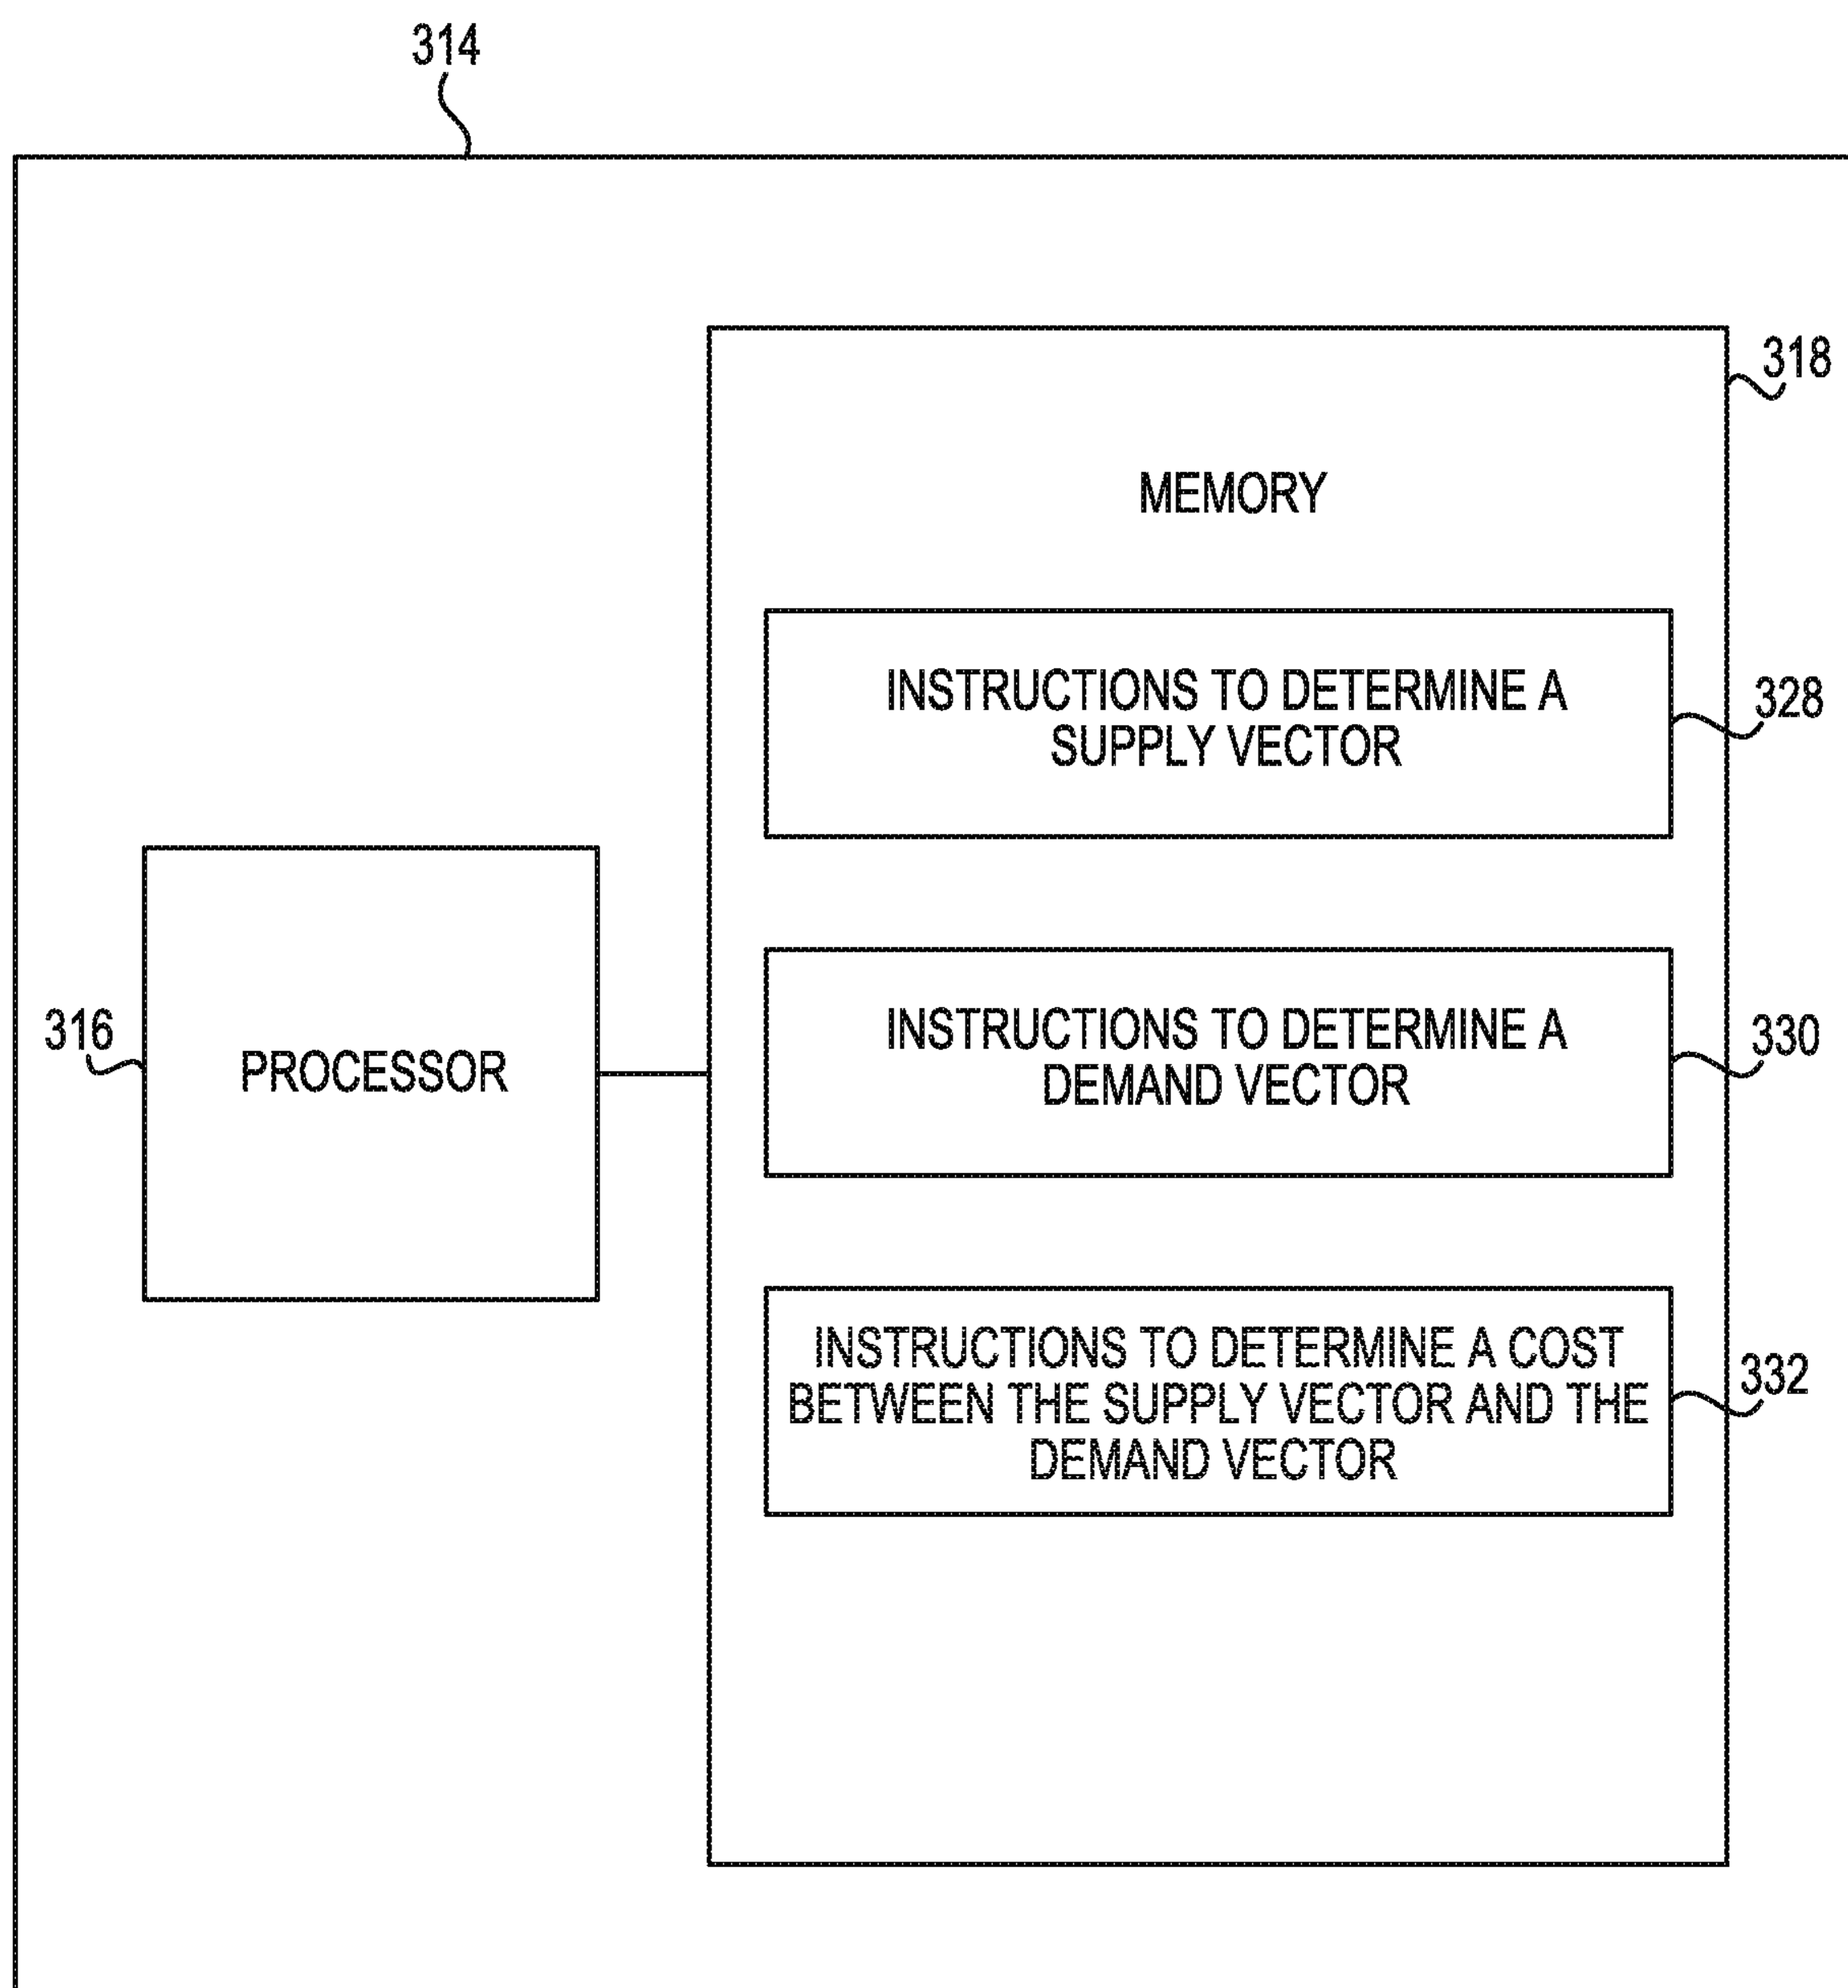 314
318
MEMORY
INSTRUCTIONS TO DETERMINE A
SUPPLY VECTOR
328
316
PROCESSOR
INSTRUCTIONS TO DETERMINE A
DEMAND VECTOR
330
INSTRUCTIONS TO DETERMINE A COST
BETWEEN THE SUPPLY VECTOR AND THE
DEMAND VECTOR
332